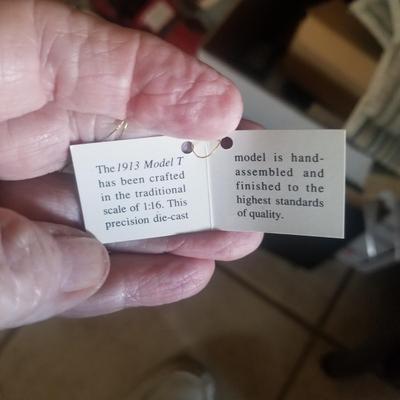 The 1913 Model T
has been crafted
in the traditional
scale of 1:16. This
precision die-cast
model is hand-
assembled and
finished to the
highest standards
of quality.